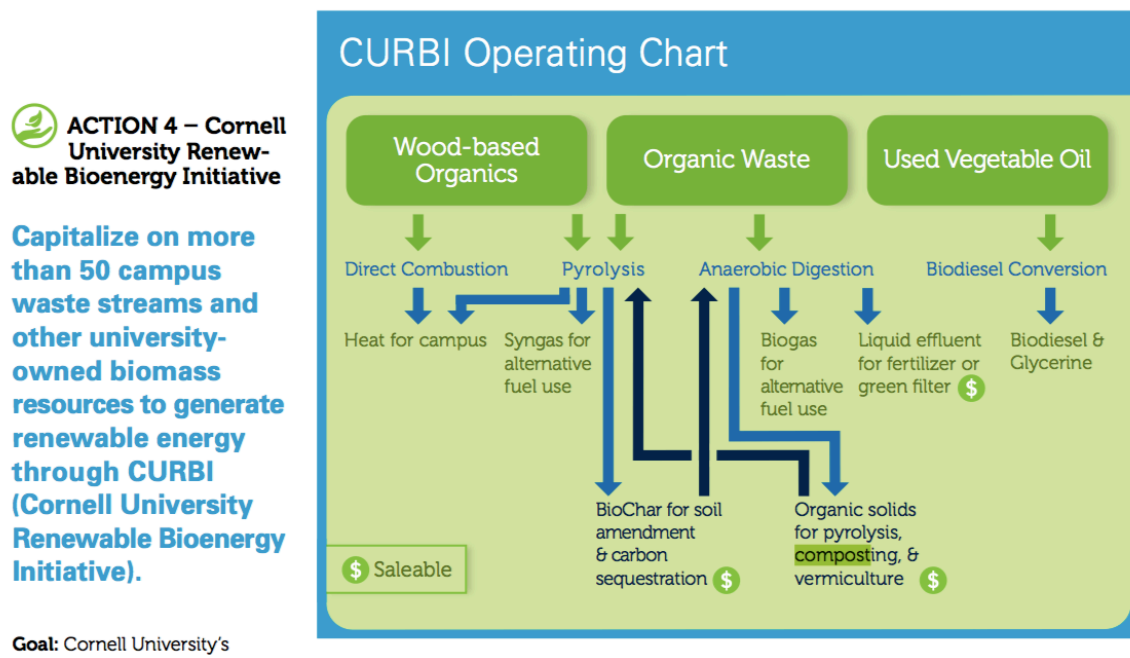 ACTION 4 – Cornell
University Renew-
able Bioenergy Initiative
Capitalize on more
than 50 campus
waste streams and
other university-
owned biomass
resources to generate
renewable energy
through CURBI
(Cornell University
Renewable Bioenergy
Initiative).
Goal: Cornell University’s
CURBI Operating Chart
Wood-based
Organics
Organic Waste
Used Vegetable Oil
Direct Combustion
Pyrolysis
Anaerobic Digestion
Biodiesel Conversion
Heat for campus
Syngas for
alternative
fuel use
Biogas
for
alternative
fuel use
Liquid effluent
for fertilizer or
green filter $
Biodiesel &
Glycerine
BioChar for soil
amendment
& carbon
sequestration $
Organic solids
for pyrolysis,
composting, &
vermiculture $
$ Saleable